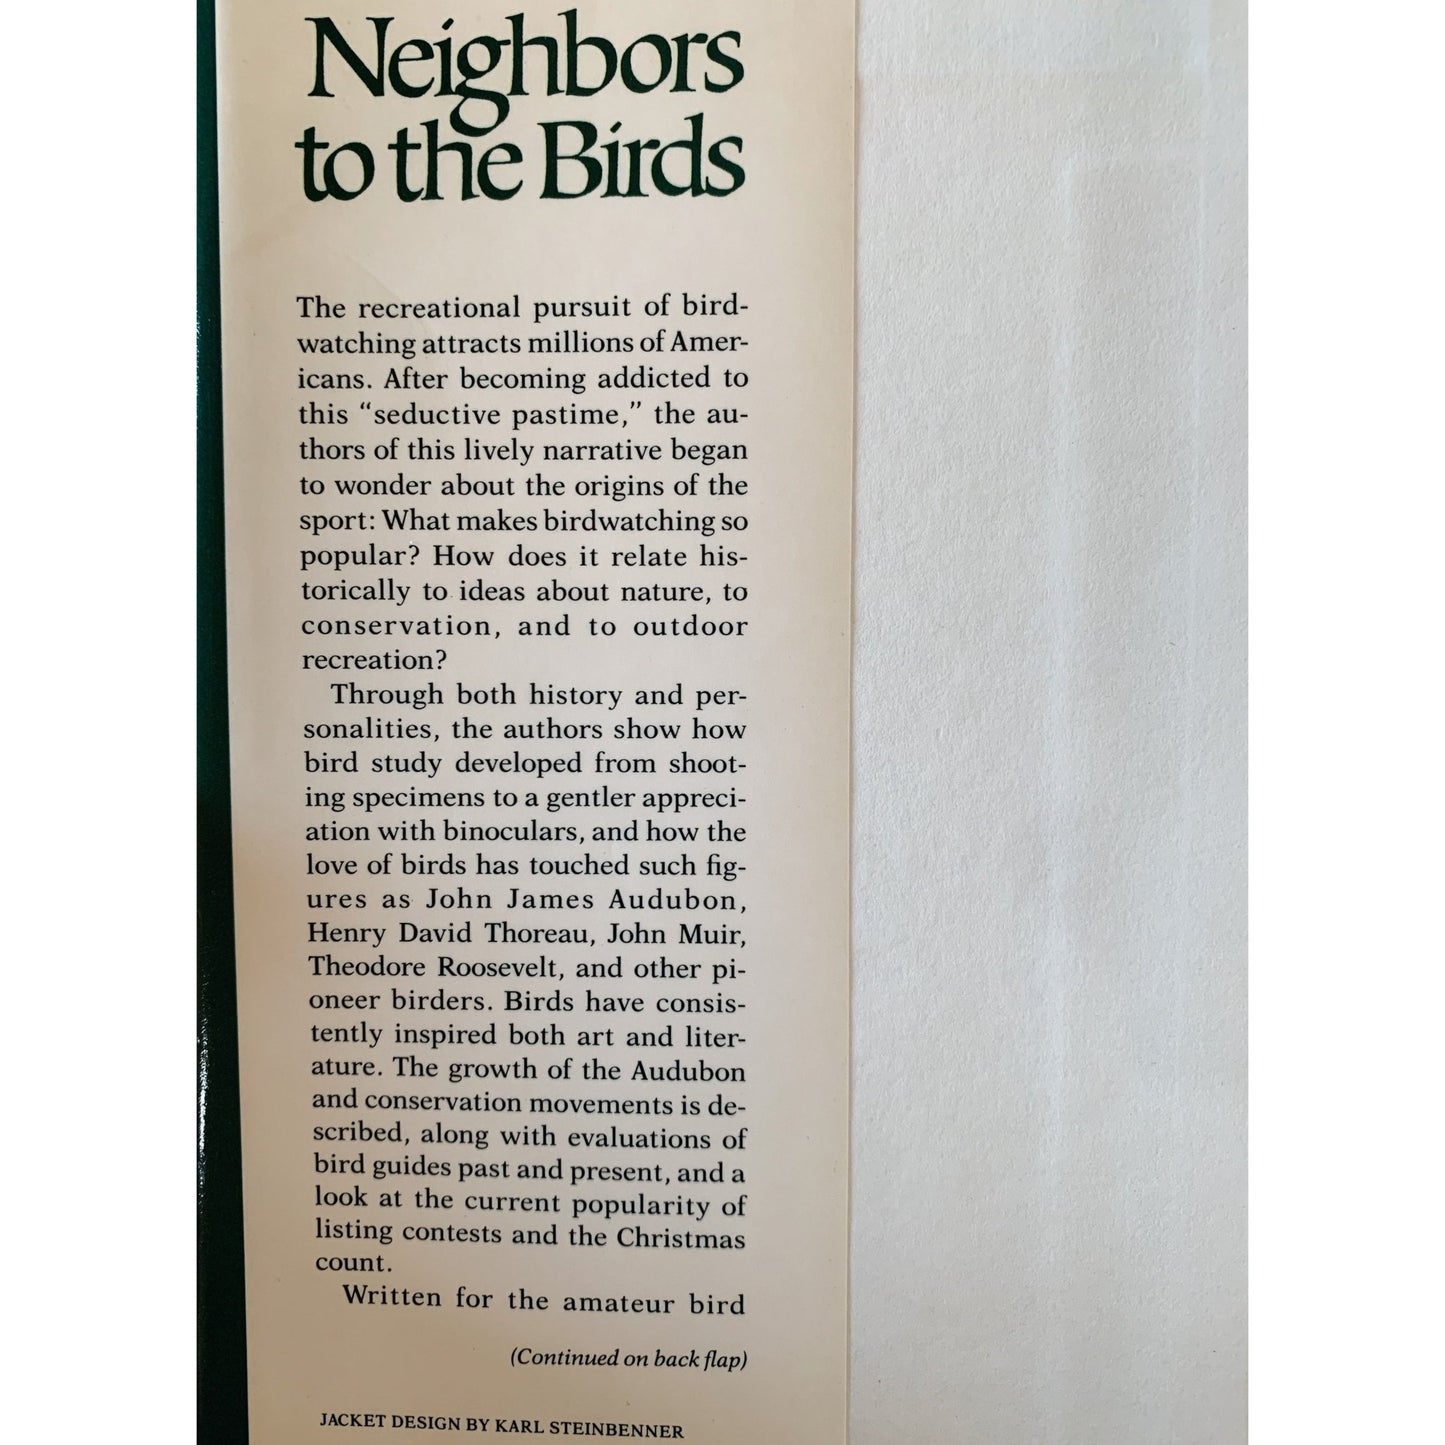 Neighbors
to the Birds
The recreational pursuit of bird-
watching attracts millions of Amer-
icans. After becoming addicted to
this “seductive pastime,” the au-
thors of this lively narrative began
to wonder about the origins of the
sport: What makes birdwatching so
popular? How does it relate his-
torically to ideas about nature, to
conservation, and to outdoor
recreation?
Through both history and per-
sonalities, the authors show how
bird study developed from shoot-
ing specimens to a gentler appreci-
ation with binoculars, and how the
love of birds has touched such fig-
ures as John James Audubon,
Henry David Thoreau, John Muir,
Theodore Roosevelt, and other pi-
oneer birders. Birds have consis-
tently inspired both art and liter-
ature. The growth of the Audubon
and conservation movements is de-
scribed, along with evaluations of
bird guides past and present, and a
look at the current popularity of
listing contests and the Christmas
count.
Written for the amateur bird
(Continued on back flap)
JACKET DESIGN BY KARL STEINBENNER